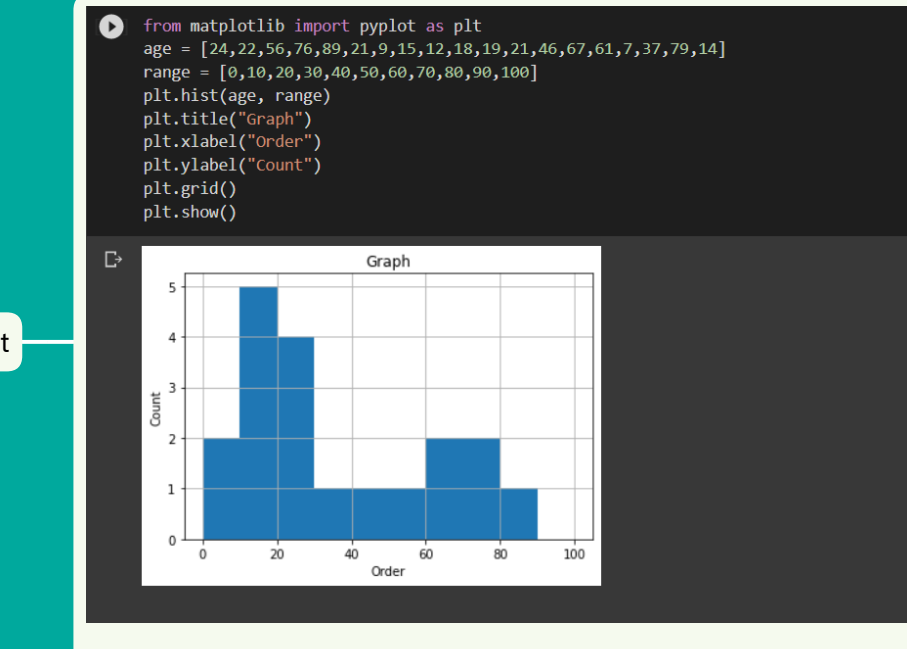 from matplotlib import pyplot as plt
age = [24,22,56,76,89,21,9,15,12,18,19,21,46,67,61,7,37,79,14]
range = [0,10,20,30,40,50,60,70,80,90,100]
plt.hist(age, range)
plt.title("Graph")
plt.xlabel("Order")
plt.ylabel("Count")
plt.grid()
plt.show()
Graph
5
4
3
2
1
0
Count
0 20 40 60 80 100
Order
t